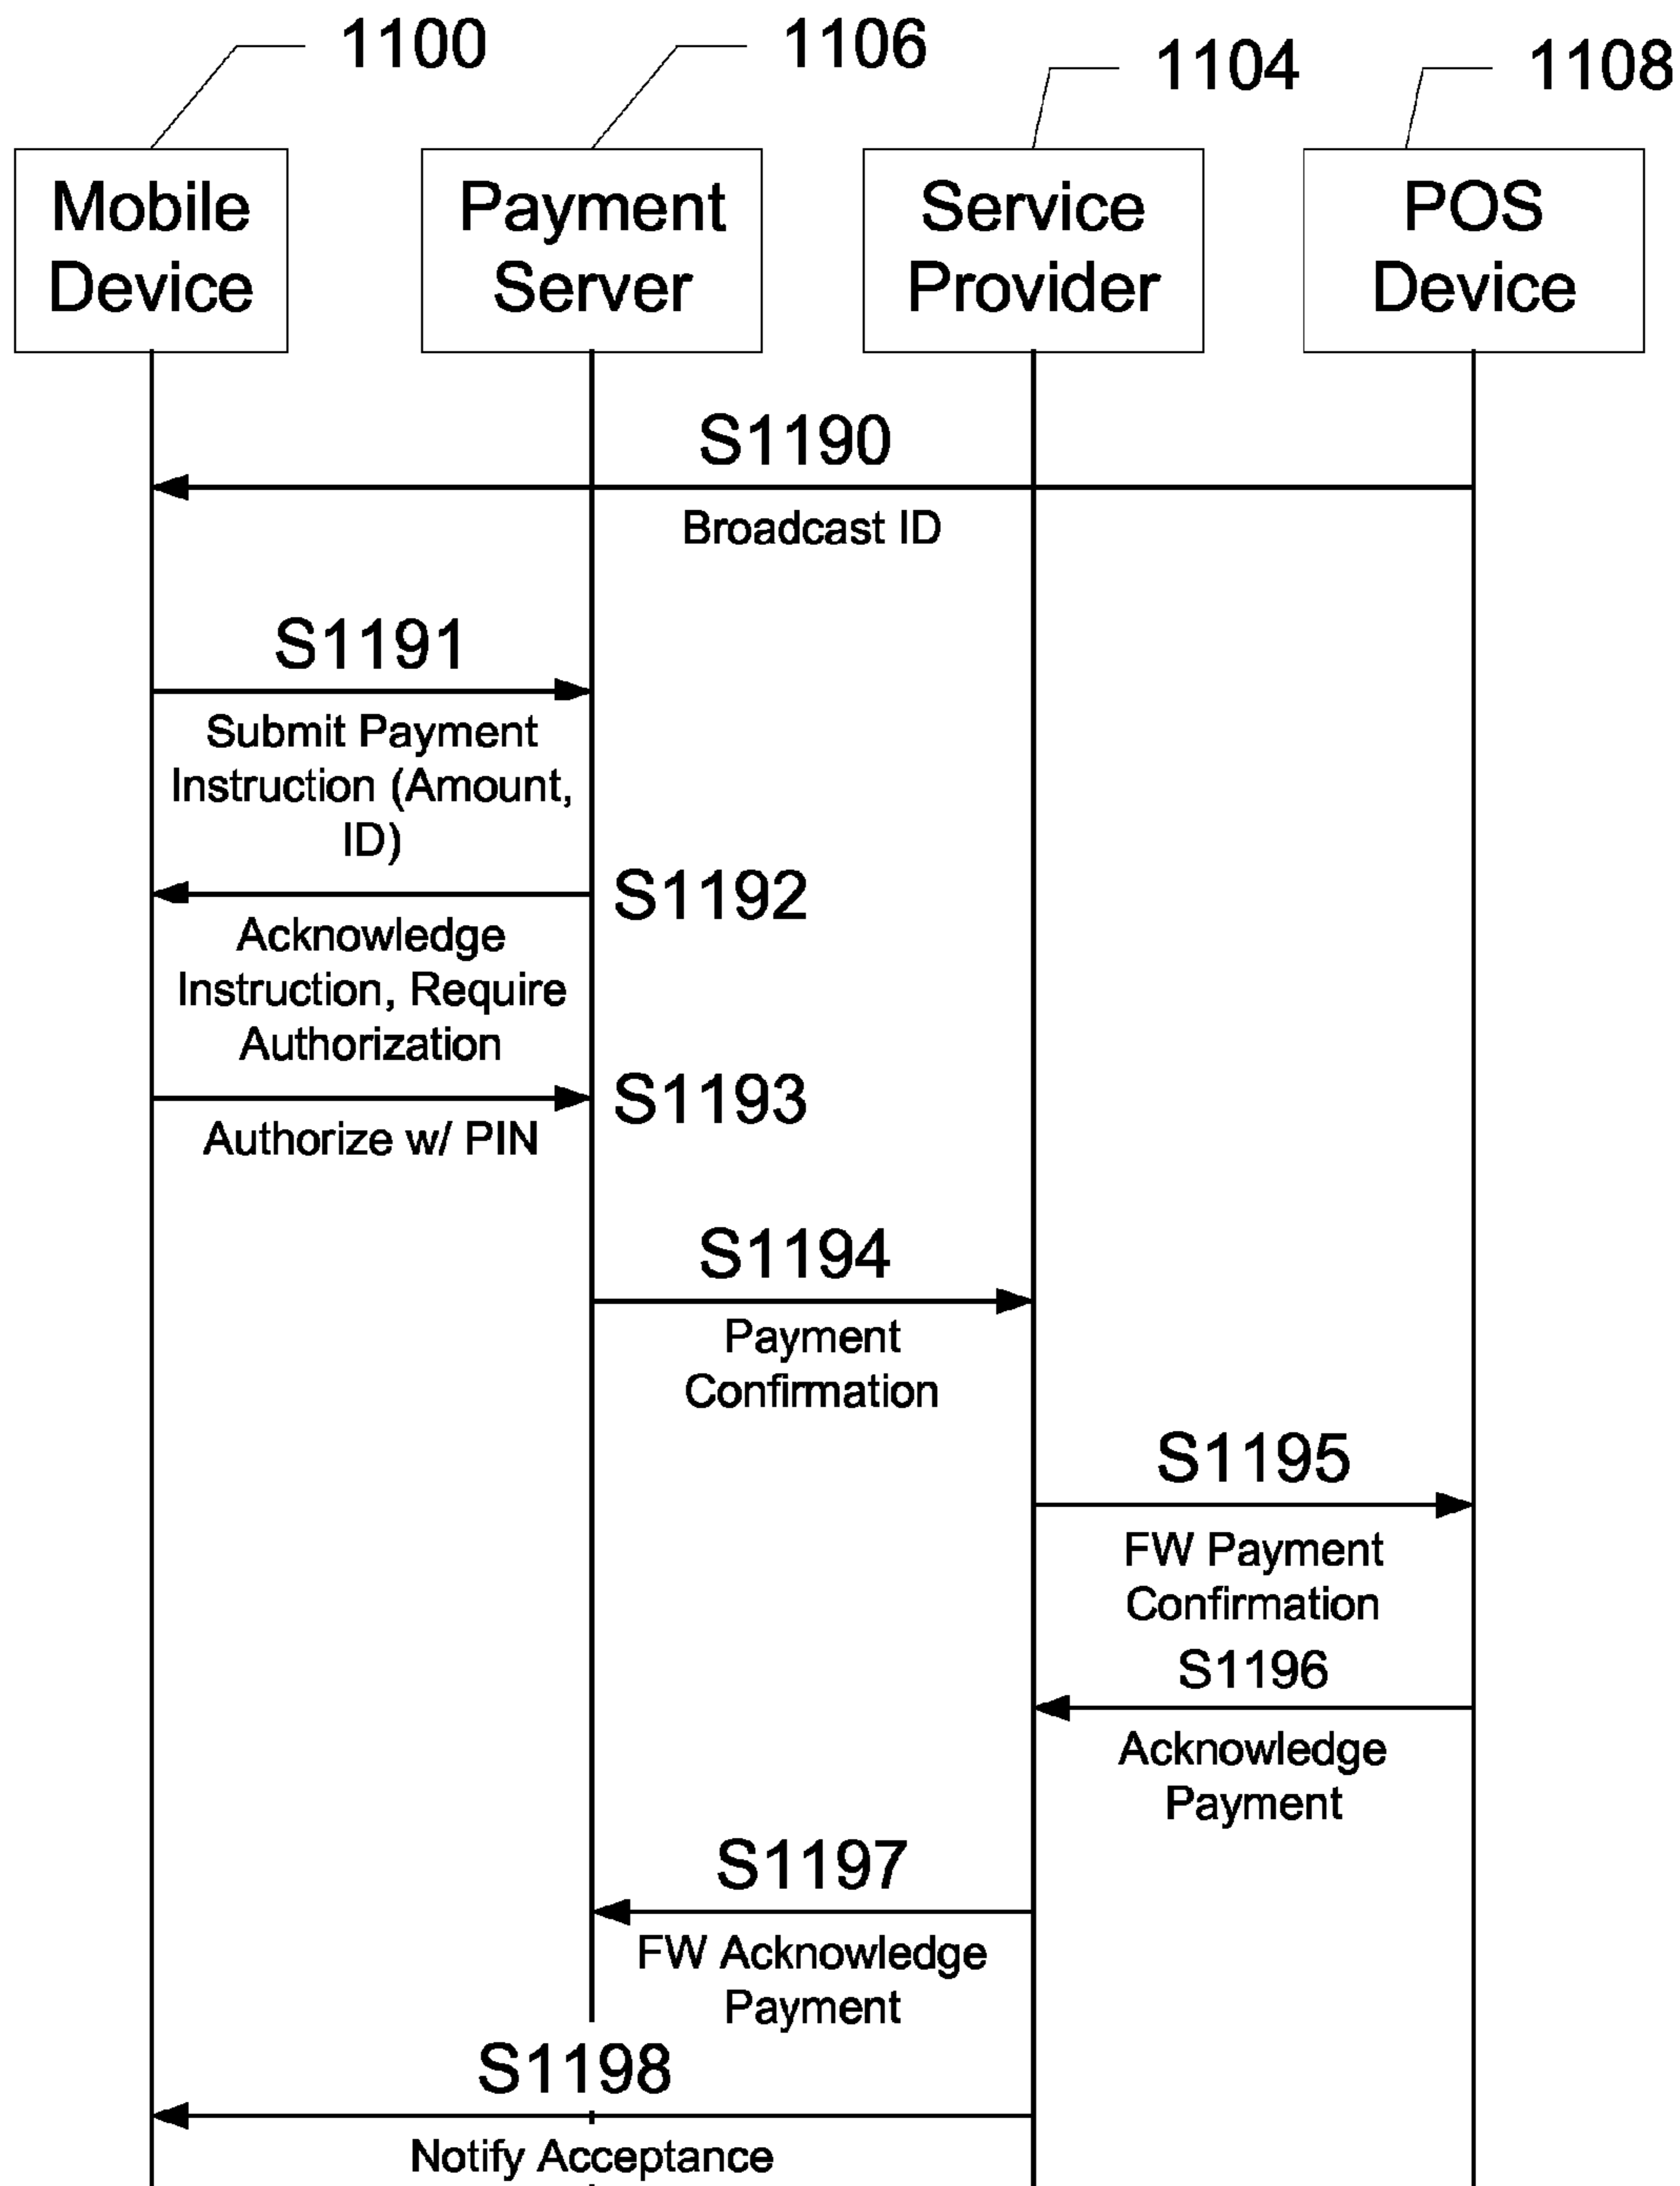 1100
1106
1104
1108
Mobile
Device
Payment
Server
Service
Provider
POS
Device
S1190
Broadcast ID
S1191
Submit Payment
Instruction (Amount,
ID)
S1192
Acknowledge
Instruction, Require
Authorization
S1193
Authorize w/ PIN
S1194
Payment
Confirmation
S1195
FW Payment
Confirmation
S1196
Acknowledge
Payment
S1197
FW Acknowledge
Payment
S1198
Notify Acceptance